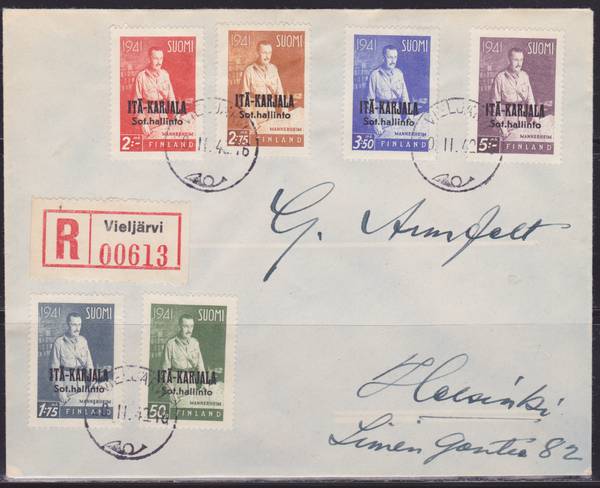 1941 SUOMI
ITÄ-KARJALA
Sot.hallinto
MANNERHEIM
2:- FINLAND
1941 SUOMI
ITÄ-KARJALA
Sot.hallinto
MANNERHEIM
2:75 FINLAND
1941 SUOMI
ITÄ-KARJALA
Sot.hallinto
MANNERHEIM
3:50 FINLAND
1941 SUOMI
ITÄ-KARJALA
Sot.hallinto
MANNERHEIM
5:- FINLAND
R Vieljärvi
00613
G. Armfelt
1941 SUOMI
ITÄ-KARJALA
Sot.hallinto
MANNERHEIM
1:75 FINLAND
1941 SUOMI
ITÄ-KARJALA
Sot.hallinto
MANNERHEIM
50 FINLAND
Helsinki
82